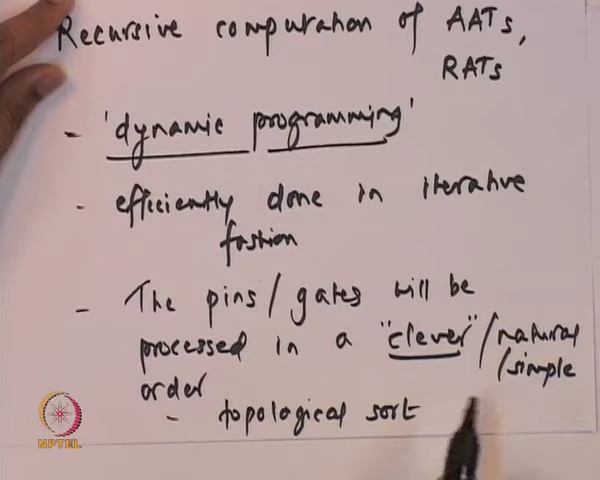 Recursive computation of AATs,
RATs
- 'dynamic programming'
- efficiently done in iterative
fashion
- The pins/gates will be
processed in a "clever" / natural
/simple
order
- topological sort
NPTEL